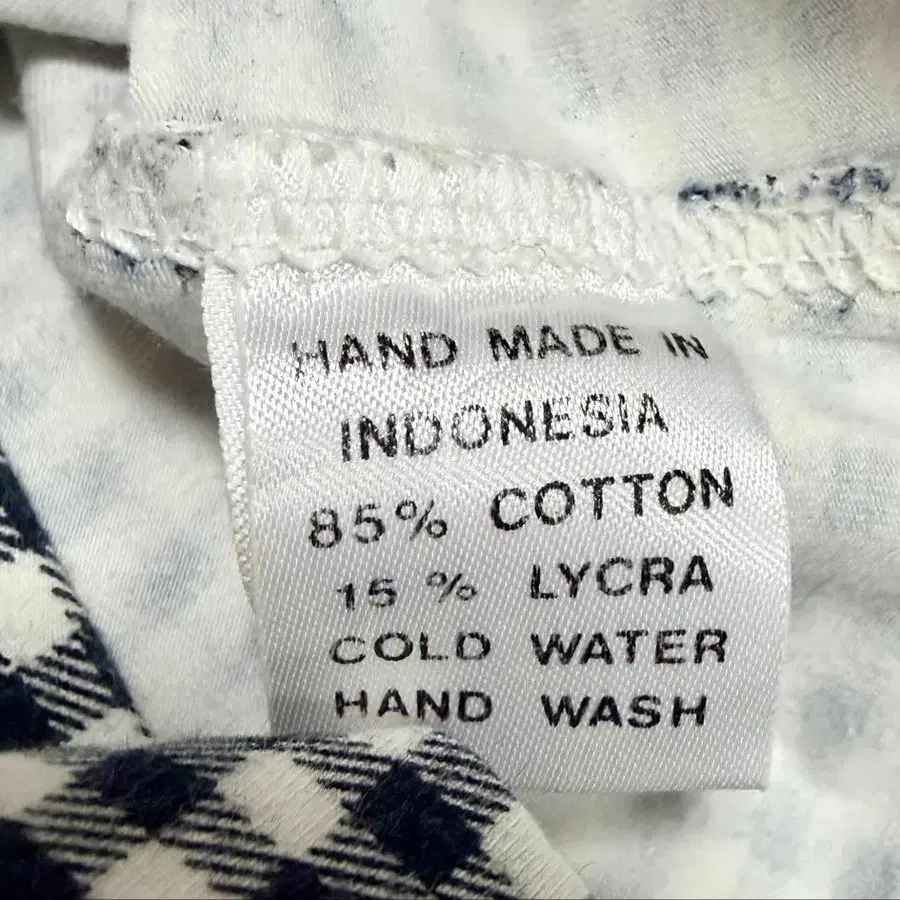 HAND MADE IN
INDONESIA
85% COTTON
15 % LYCRA
COLD WATER
HAND WASH